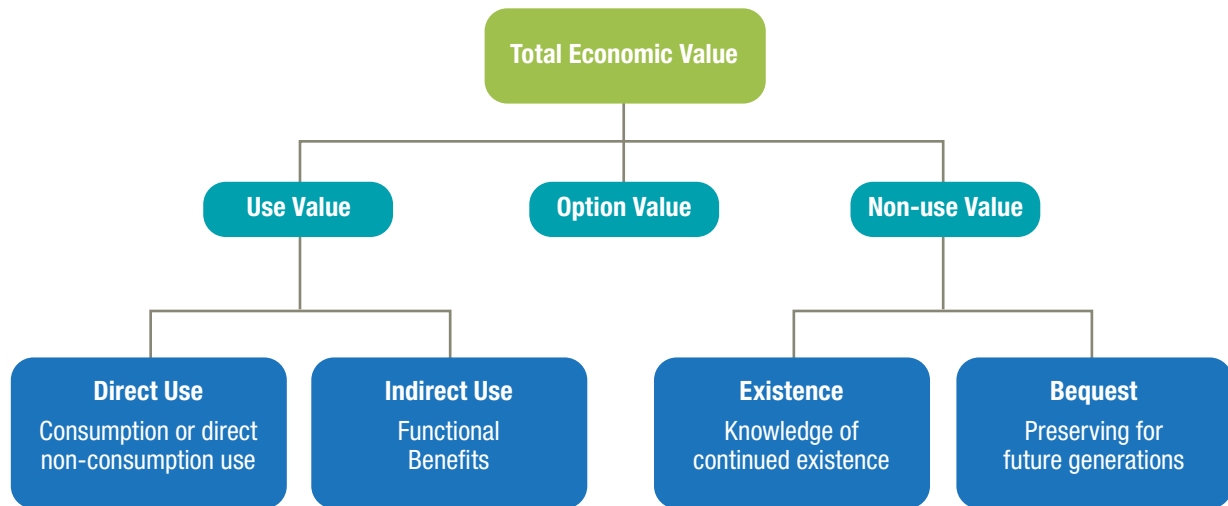 Total Economic Value
Use Value
Option Value
Non-use Value
Direct Use
Consumption or direct
non-consumption use
Indirect Use
Functional
Benefits
Existence
Knowledge of
continued existence
Bequest
Preserving for
future generations